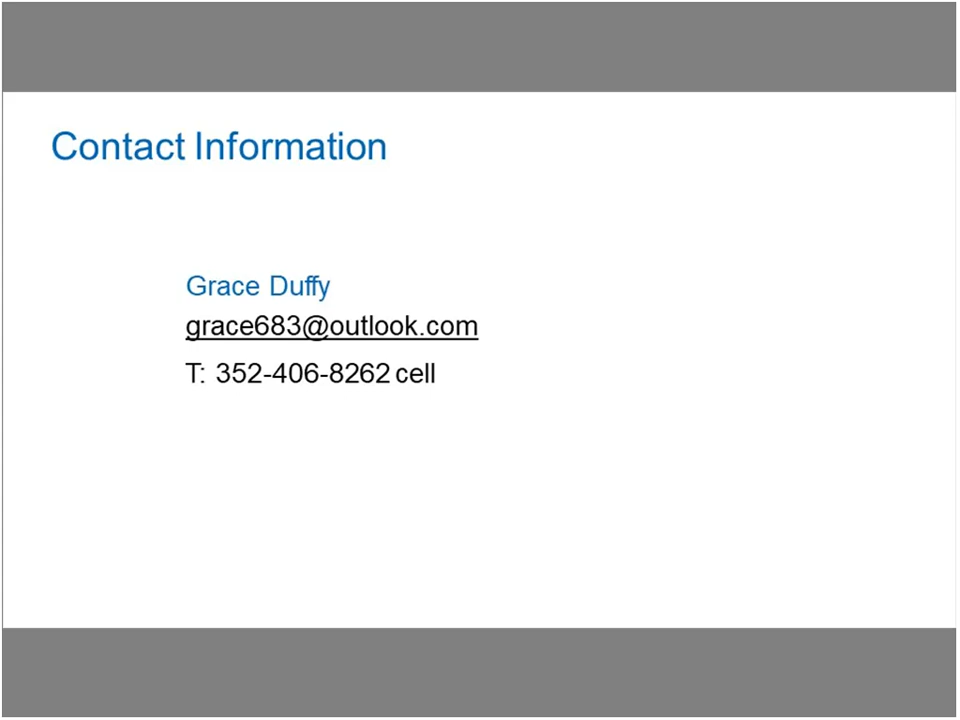 Contact Information
Grace Duffy
grace683@outlook.com
T: 352-406-8262 cell